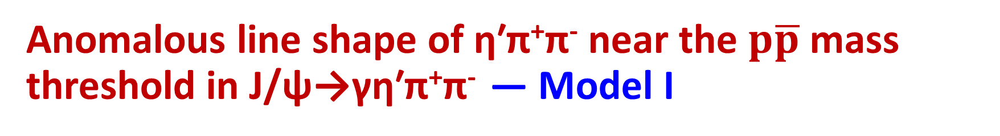 Anomalous line shape of η′π⁺π⁻ near the pp̅ mass
threshold in J/ψ→γη′π⁺π⁻ — Model I